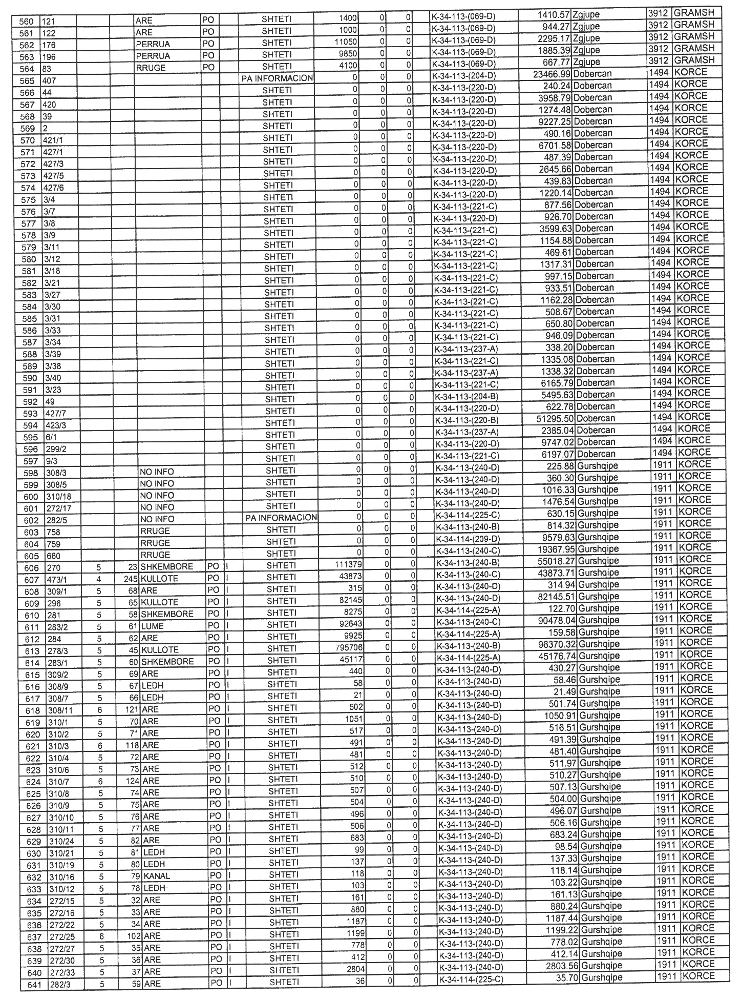 560 121 ARE PO SHTETI 1400 0 0 K-34-113-(069-D) 1410.57 Zgjupe 3912 GRAMSH
561 122 ARE PO SHTETI 1000 0 0 K-34-113-(069-D) 944.27 Zgjupe 3912 GRAMSH
562 176 PERRUA PO SHTETI 11050 0 0 K-34-113-(069-D) 2295.17 Zgjupe 3912 GRAMSH
563 196 PERRUA PO SHTETI 9850 0 0 K-34-113-(069-D) 1885.39 Zgjupe 3912 GRAMSH
564 83 RRUGE PO SHTETI 4100 0 0 K-34-113-(069-D) 667.77 Zgjupe 3912 GRAMSH
565 407 PA INFORMACION 0 0 0 K-34-113-(204-D) 23466.99 Dobercan 1494 KORCE
566 44 SHTETI 0 0 0 K-34-113-(220-D) 240.24 Dobercan 1494 KORCE
567 420 SHTETI 0 0 0 K-34-113-(220-D) 3958.79 Dobercan 1494 KORCE
568 39 SHTETI 0 0 0 K-34-113-(220-D) 1274.48 Dobercan 1494 KORCE
569 2 SHTETI 0 0 0 K-34-113-(220-D) 9227.25 Dobercan 1494 KORCE
570 421/1 SHTETI 0 0 0 K-34-113-(220-D) 490.16 Dobercan 1494 KORCE
571 427/1 SHTETI 0 0 0 K-34-113-(220-D) 6701.58 Dobercan 1494 KORCE
572 427/3 SHTETI 0 0 0 K-34-113-(220-D) 487.39 Dobercan 1494 KORCE
573 427/5 SHTETI 0 0 0 K-34-113-(220-D) 2645.66 Dobercan 1494 KORCE
574 427/6 SHTETI 0 0 0 K-34-113-(220-D) 439.83 Dobercan 1494 KORCE
575 3/4 SHTETI 0 0 0 K-34-113-(220-D) 1220.14 Dobercan 1494 KORCE
576 3/7 SHTETI 0 0 0 K-34-113-(221-C) 877.56 Dobercan 1494 KORCE
577 3/8 SHTETI 0 0 0 K-34-113-(220-D) 926.70 Dobercan 1494 KORCE
578 3/9 SHTETI 0 0 0 K-34-113-(221-C) 3599.63 Dobercan 1494 KORCE
579 3/11 SHTETI 0 0 0 K-34-113-(221-C) 1154.88 Dobercan 1494 KORCE
580 3/12 SHTETI 0 0 0 K-34-113-(221-C) 469.61 Dobercan 1494 KORCE
581 3/18 SHTETI 0 0 0 K-34-113-(221-C) 1317.31 Dobercan 1494 KORCE
582 3/21 SHTETI 0 0 0 K-34-113-(221-C) 997.15 Dobercan 1494 KORCE
583 3/27 SHTETI 0 0 0 K-34-113-(221-C) 933.51 Dobercan 1494 KORCE
584 3/30 SHTETI 0 0 0 K-34-113-(221-C) 1162.28 Dobercan 1494 KORCE
585 3/31 SHTETI 0 0 0 K-34-113-(221-C) 508.67 Dobercan 1494 KORCE
586 3/33 SHTETI 0 0 0 K-34-113-(221-C) 650.80 Dobercan 1494 KORCE
587 3/34 SHTETI 0 0 0 K-34-113-(221-C) 946.09 Dobercan 1494 KORCE
588 3/39 SHTETI 0 0 0 K-34-113-(237-A) 338.20 Dobercan 1494 KORCE
589 3/38 SHTETI 0 0 0 K-34-113-(221-C) 1335.08 Dobercan 1494 KORCE
590 3/40 SHTETI 0 0 0 K-34-113-(237-A) 1338.32 Dobercan 1494 KORCE
591 3/23 SHTETI 0 0 0 K-34-113-(221-C) 6165.79 Dobercan 1494 KORCE
592 49 SHTETI 0 0 0 K-34-113-(204-B) 5495.63 Dobercan 1494 KORCE
593 427/7 SHTETI 0 0 0 K-34-113-(220-D) 622.78 Dobercan 1494 KORCE
594 423/3 SHTETI 0 0 0 K-34-113-(220-B) 51295.50 Dobercan 1494 KORCE
595 6/1 SHTETI 0 0 0 K-34-113-(237-A) 2385.04 Dobercan 1494 KORCE
596 299/2 SHTETI 0 0 0 K-34-113-(220-D) 9747.02 Dobercan 1494 KORCE
597 9/3 SHTETI 0 0 0 K-34-113-(221-C) 6197.07 Dobercan 1494 KORCE
598 308/3 NO INFO SHTETI 0 0 0 K-34-113-(240-D) 225.88 Gurshqipe 1911 KORCE
599 308/5 NO INFO SHTETI 0 0 0 K-34-113-(240-D) 360.30 Gurshqipe 1911 KORCE
600 310/18 NO INFO SHTETI 0 0 0 K-34-113-(240-D) 1016.33 Gurshqipe 1911 KORCE
601 272/17 NO INFO SHTETI 0 0 0 K-34-113-(240-D) 1476.54 Gurshqipe 1911 KORCE
602 282/5 NO INFO PA INFORMACION 0 0 0 K-34-114-(225-C) 630.15 Gurshqipe 1911 KORCE
603 758 RRUGE SHTETI 0 0 0 K-34-113-(240-B) 814.32 Gurshqipe 1911 KORCE
604 759 RRUGE SHTETI 0 0 0 K-34-114-(209-D) 9579.63 Gurshqipe 1911 KORCE
605 660 RRUGE SHTETI 0 0 0 K-34-113-(240-C) 19367.95 Gurshqipe 1911 KORCE
606 270 5 23 SHKEMBORE PO I SHTETI 111379 0 0 K-34-113-(240-B) 55018.27 Gurshqipe 1911 KORCE
607 473/1 4 245 KULLOTE PO I SHTETI 43873 0 0 K-34-113-(240-C) 43873.71 Gurshqipe 1911 KORCE
608 309/1 5 68 ARE PO I SHTETI 315 0 0 K-34-113-(240-D) 314.94 Gurshqipe 1911 KORCE
609 296 5 65 KULLOTE PO I SHTETI 82145 0 0 K-34-113-(240-D) 82145.51 Gurshqipe 1911 KORCE
610 281 5 58 SHKEMBORE PO I SHTETI 8275 0 0 K-34-114-(225-A) 122.70 Gurshqipe 1911 KORCE
611 283/2 5 61 LUME PO I SHTETI 92643 0 0 K-34-113-(240-C) 90478.04 Gurshqipe 1911 KORCE
612 284 5 62 ARE PO I SHTETI 9925 0 0 K-34-114-(225-A) 159.58 Gurshqipe 1911 KORCE
613 278/3 5 45 KULLOTE PO I SHTETI 795706 0 0 K-34-113-(240-B) 96370.32 Gurshqipe 1911 KORCE
614 283/1 5 60 SHKEMBORE PO I SHTETI 45117 0 0 K-34-114-(225-A) 45176.74 Gurshqipe 1911 KORCE
615 309/2 5 69 ARE PO I SHTETI 440 0 0 K-34-113-(240-D) 430.27 Gurshqipe 1911 KORCE
616 308/9 5 67 LEDH PO I SHTETI 58 0 0 K-34-113-(240-D) 58.46 Gurshqipe 1911 KORCE
617 308/7 5 66 LEDH PO I SHTETI 21 0 0 K-34-113-(240-D) 21.49 Gurshqipe 1911 KORCE
618 308/11 6 121 ARE PO I SHTETI 502 0 0 K-34-113-(240-D) 501.74 Gurshqipe 1911 KORCE
619 310/1 5 70 ARE PO I SHTETI 1051 0 0 K-34-113-(240-D) 1050.91 Gurshqipe 1911 KORCE
620 310/2 5 71 ARE PO I SHTETI 517 0 0 K-34-113-(240-D) 516.51 Gurshqipe 1911 KORCE
621 310/3 6 118 ARE PO I SHTETI 491 0 0 K-34-113-(240-D) 491.39 Gurshqipe 1911 KORCE
622 310/4 5 72 ARE PO I SHTETI 481 0 0 K-34-113-(240-D) 481.40 Gurshqipe 1911 KORCE
623 310/6 5 73 ARE PO I SHTETI 512 0 0 K-34-113-(240-D) 511.97 Gurshqipe 1911 KORCE
624 310/7 6 124 ARE PO I SHTETI 510 0 0 K-34-113-(240-D) 510.27 Gurshqipe 1911 KORCE
625 310/8 5 74 ARE PO I SHTETI 507 0 0 K-34-113-(240-D) 507.13 Gurshqipe 1911 KORCE
626 310/9 5 75 ARE PO I SHTETI 504 0 0 K-34-113-(240-D) 504.00 Gurshqipe 1911 KORCE
627 310/10 5 76 ARE PO I SHTETI 496 0 0 K-34-113-(240-D) 496.07 Gurshqipe 1911 KORCE
628 310/11 5 77 ARE PO I SHTETI 506 0 0 K-34-113-(240-D) 506.16 Gurshqipe 1911 KORCE
629 310/24 5 82 ARE PO I SHTETI 683 0 0 K-34-113-(240-D) 683.24 Gurshqipe 1911 KORCE
630 310/21 5 81 LEDH PO I SHTETI 99 0 0 K-34-113-(240-D) 98.54 Gurshqipe 1911 KORCE
631 310/19 5 80 LEDH PO I SHTETI 137 0 0 K-34-113-(240-D) 137.33 Gurshqipe 1911 KORCE
632 310/16 5 79 KANAL PO I SHTETI 118 0 0 K-34-113-(240-D) 118.14 Gurshqipe 1911 KORCE
633 310/12 5 78 LEDH PO I SHTETI 103 0 0 K-34-113-(240-D) 103.22 Gurshqipe 1911 KORCE
634 272/15 5 32 ARE PO I SHTETI 161 0 0 K-34-113-(240-D) 161.13 Gurshqipe 1911 KORCE
635 272/16 5 33 ARE PO I SHTETI 880 0 0 K-34-113-(240-D) 880.24 Gurshqipe 1911 KORCE
636 272/22 5 34 ARE PO I SHTETI 1187 0 0 K-34-113-(240-D) 1187.44 Gurshqipe 1911 KORCE
637 272/25 6 102 ARE PO I SHTETI 1199 0 0 K-34-113-(240-D) 1199.22 Gurshqipe 1911 KORCE
638 272/27 5 35 ARE PO I SHTETI 778 0 0 K-34-113-(240-D) 778.02 Gurshqipe 1911 KORCE
639 272/30 5 36 ARE PO I SHTETI 412 0 0 K-34-113-(240-D) 412.14 Gurshqipe 1911 KORCE
640 272/33 5 37 ARE PO I SHTETI 2804 0 0 K-34-113-(240-D) 2803.56 Gurshqipe 1911 KORCE
641 282/3 5 59 ARE PO I SHTETI 36 0 0 K-34-114-(225-C) 35.70 Gurshqipe 1911 KORCE